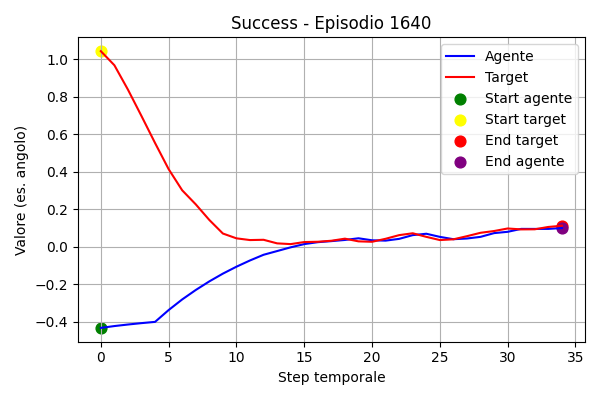 Success - Episodio 1640
Valore (es. angolo)
1.0
0.8
0.6
0.4
0.2
0.0
−0.2
−0.4
0 5 10 15 20 25 30 35
Step temporale
Agente
Target
Start agente
Start target
End target
End agente